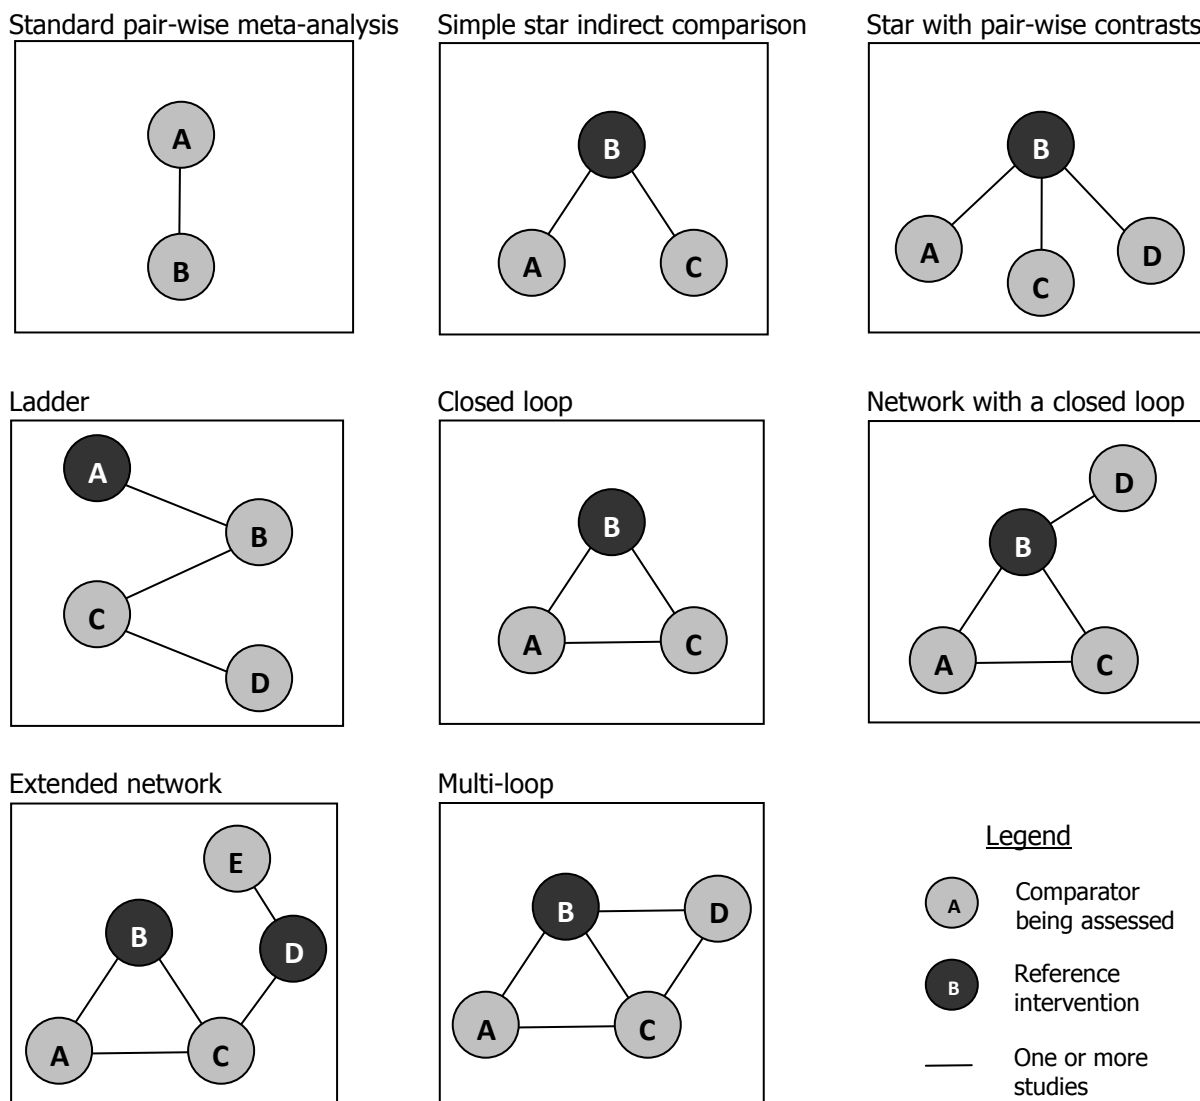 Standard pair-wise meta-analysis
A
B
Simple star indirect comparison
B
A
C
Star with pair-wise contrasts
B
A
C
D
Ladder
A
B
C
D
Closed loop
B
A
C
Network with a closed loop
D
B
A
C
Extended network
E
B
D
A
C
Multi-loop
B
D
A
C
Legend
A
Comparator
being assessed
B
Reference
intervention
One or more
studies